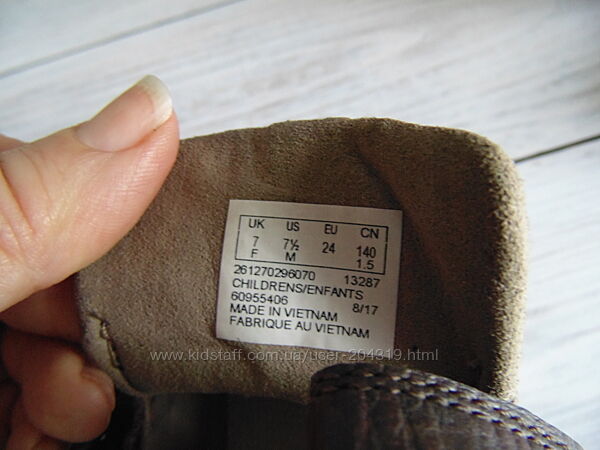 UK US EU CN
7 7½ 24 140
F M 1.5
261270296070 13287
CHILDRENS/ENFANTS
60955406 8/17
MADE IN VIETNAM
FABRIQUE AU VIETNAM
www.kidstaff.com.ua/user-204319.html